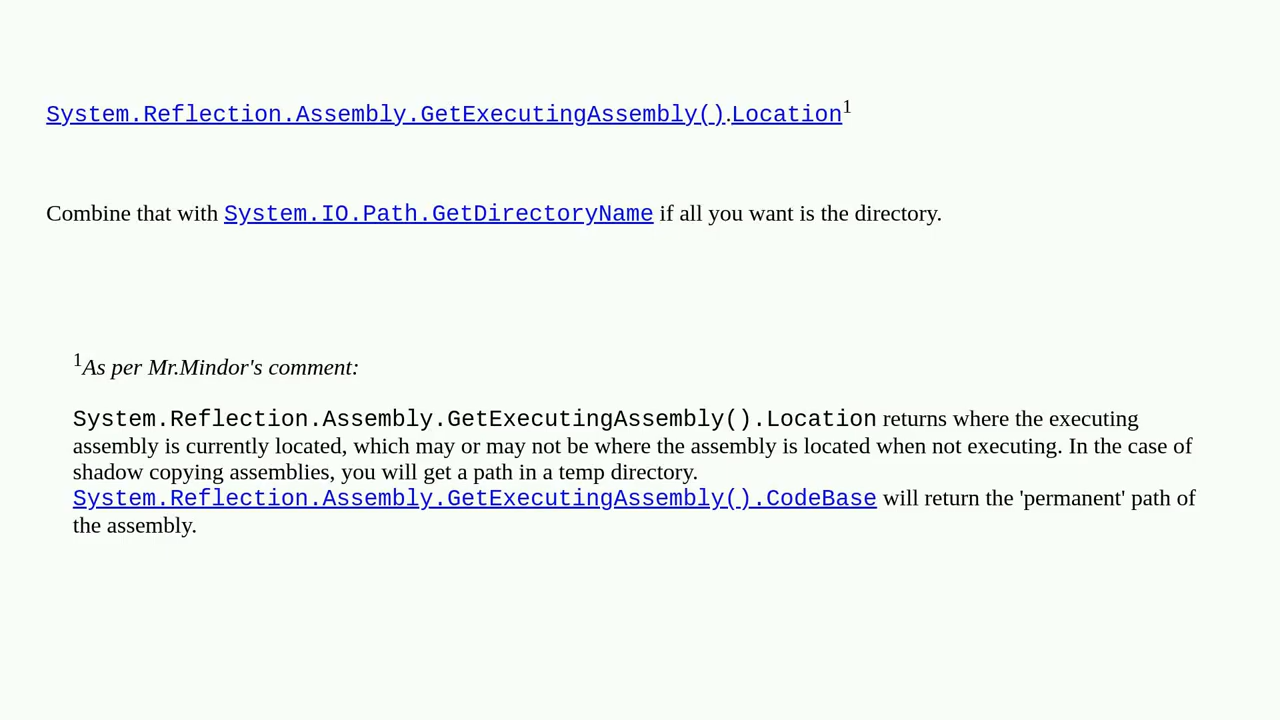 System.Reflection.Assembly.GetExecutingAssembly().Location1
Combine that with System.IO.Path.GetDirectoryName if all you want is the directory.
1As per Mr.Mindor's comment:
System.Reflection.Assembly.GetExecutingAssembly().Location returns where the executing
assembly is currently located, which may or may not be where the assembly is located when not executing. In the case of
shadow copying assemblies, you will get a path in a temp directory.
System.Reflection.Assembly.GetExecutingAssembly().CodeBase will return the 'permanent' path of
the assembly.